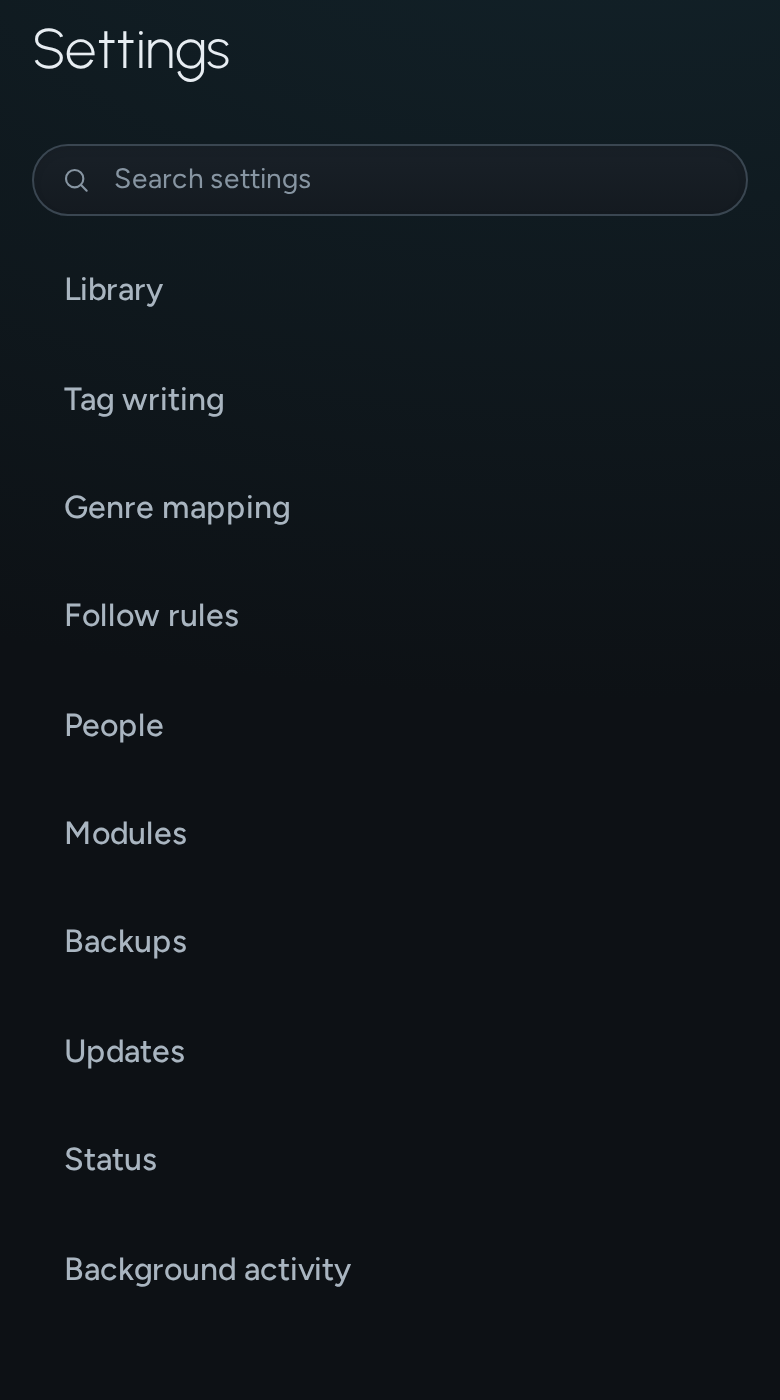 Settings
Search settings
Library
Tag writing
Genre mapping
Follow rules
People
Modules
Backups
Updates
Status
Background activity